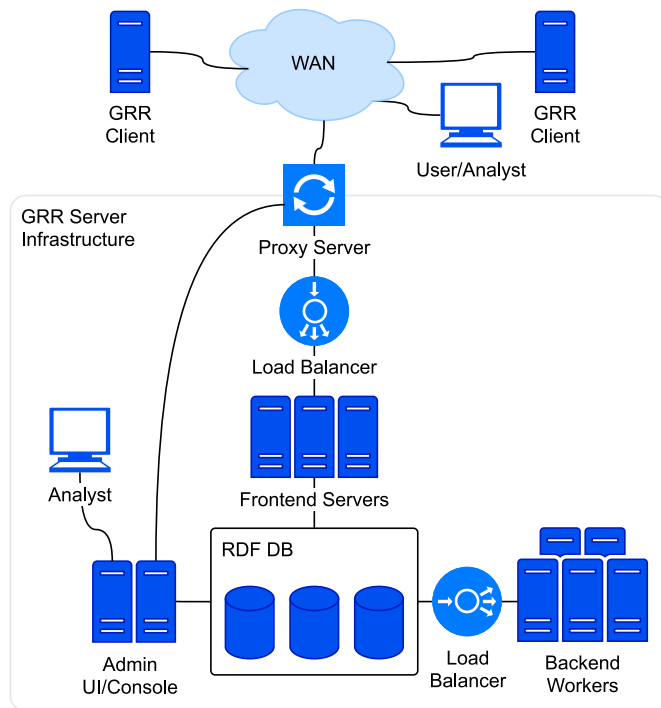 WAN
GRR
Client
GRR
Client
User/Analyst
GRR Server
Infrastructure
Proxy Server
Load Balancer
Analyst
Frontend Servers
RDF DB
Admin
UI/Console
Load
Balancer
Backend
Workers